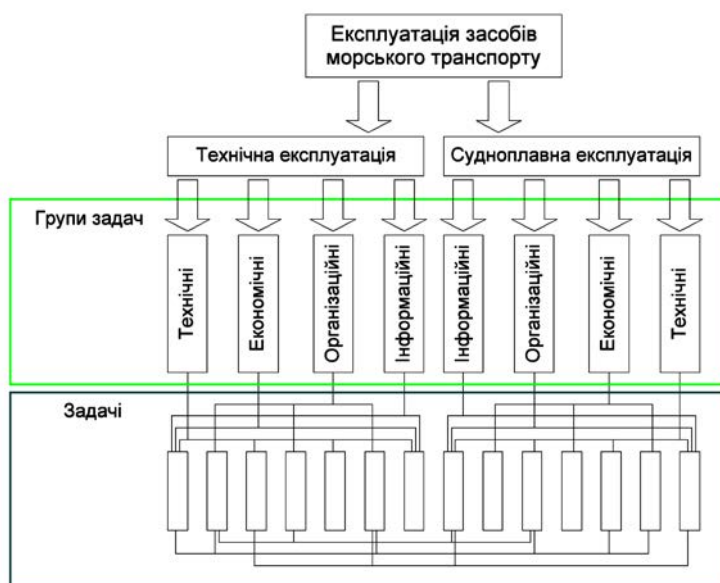 Експлуатація засобів
морського транспорту
Технічна експлуатація
Судноплавна експлуатація
Групи задач
Технічні
Економічні
Організаційні
Інформаційні
Інформаційні
Організаційні
Економічні
Технічні
Задачі